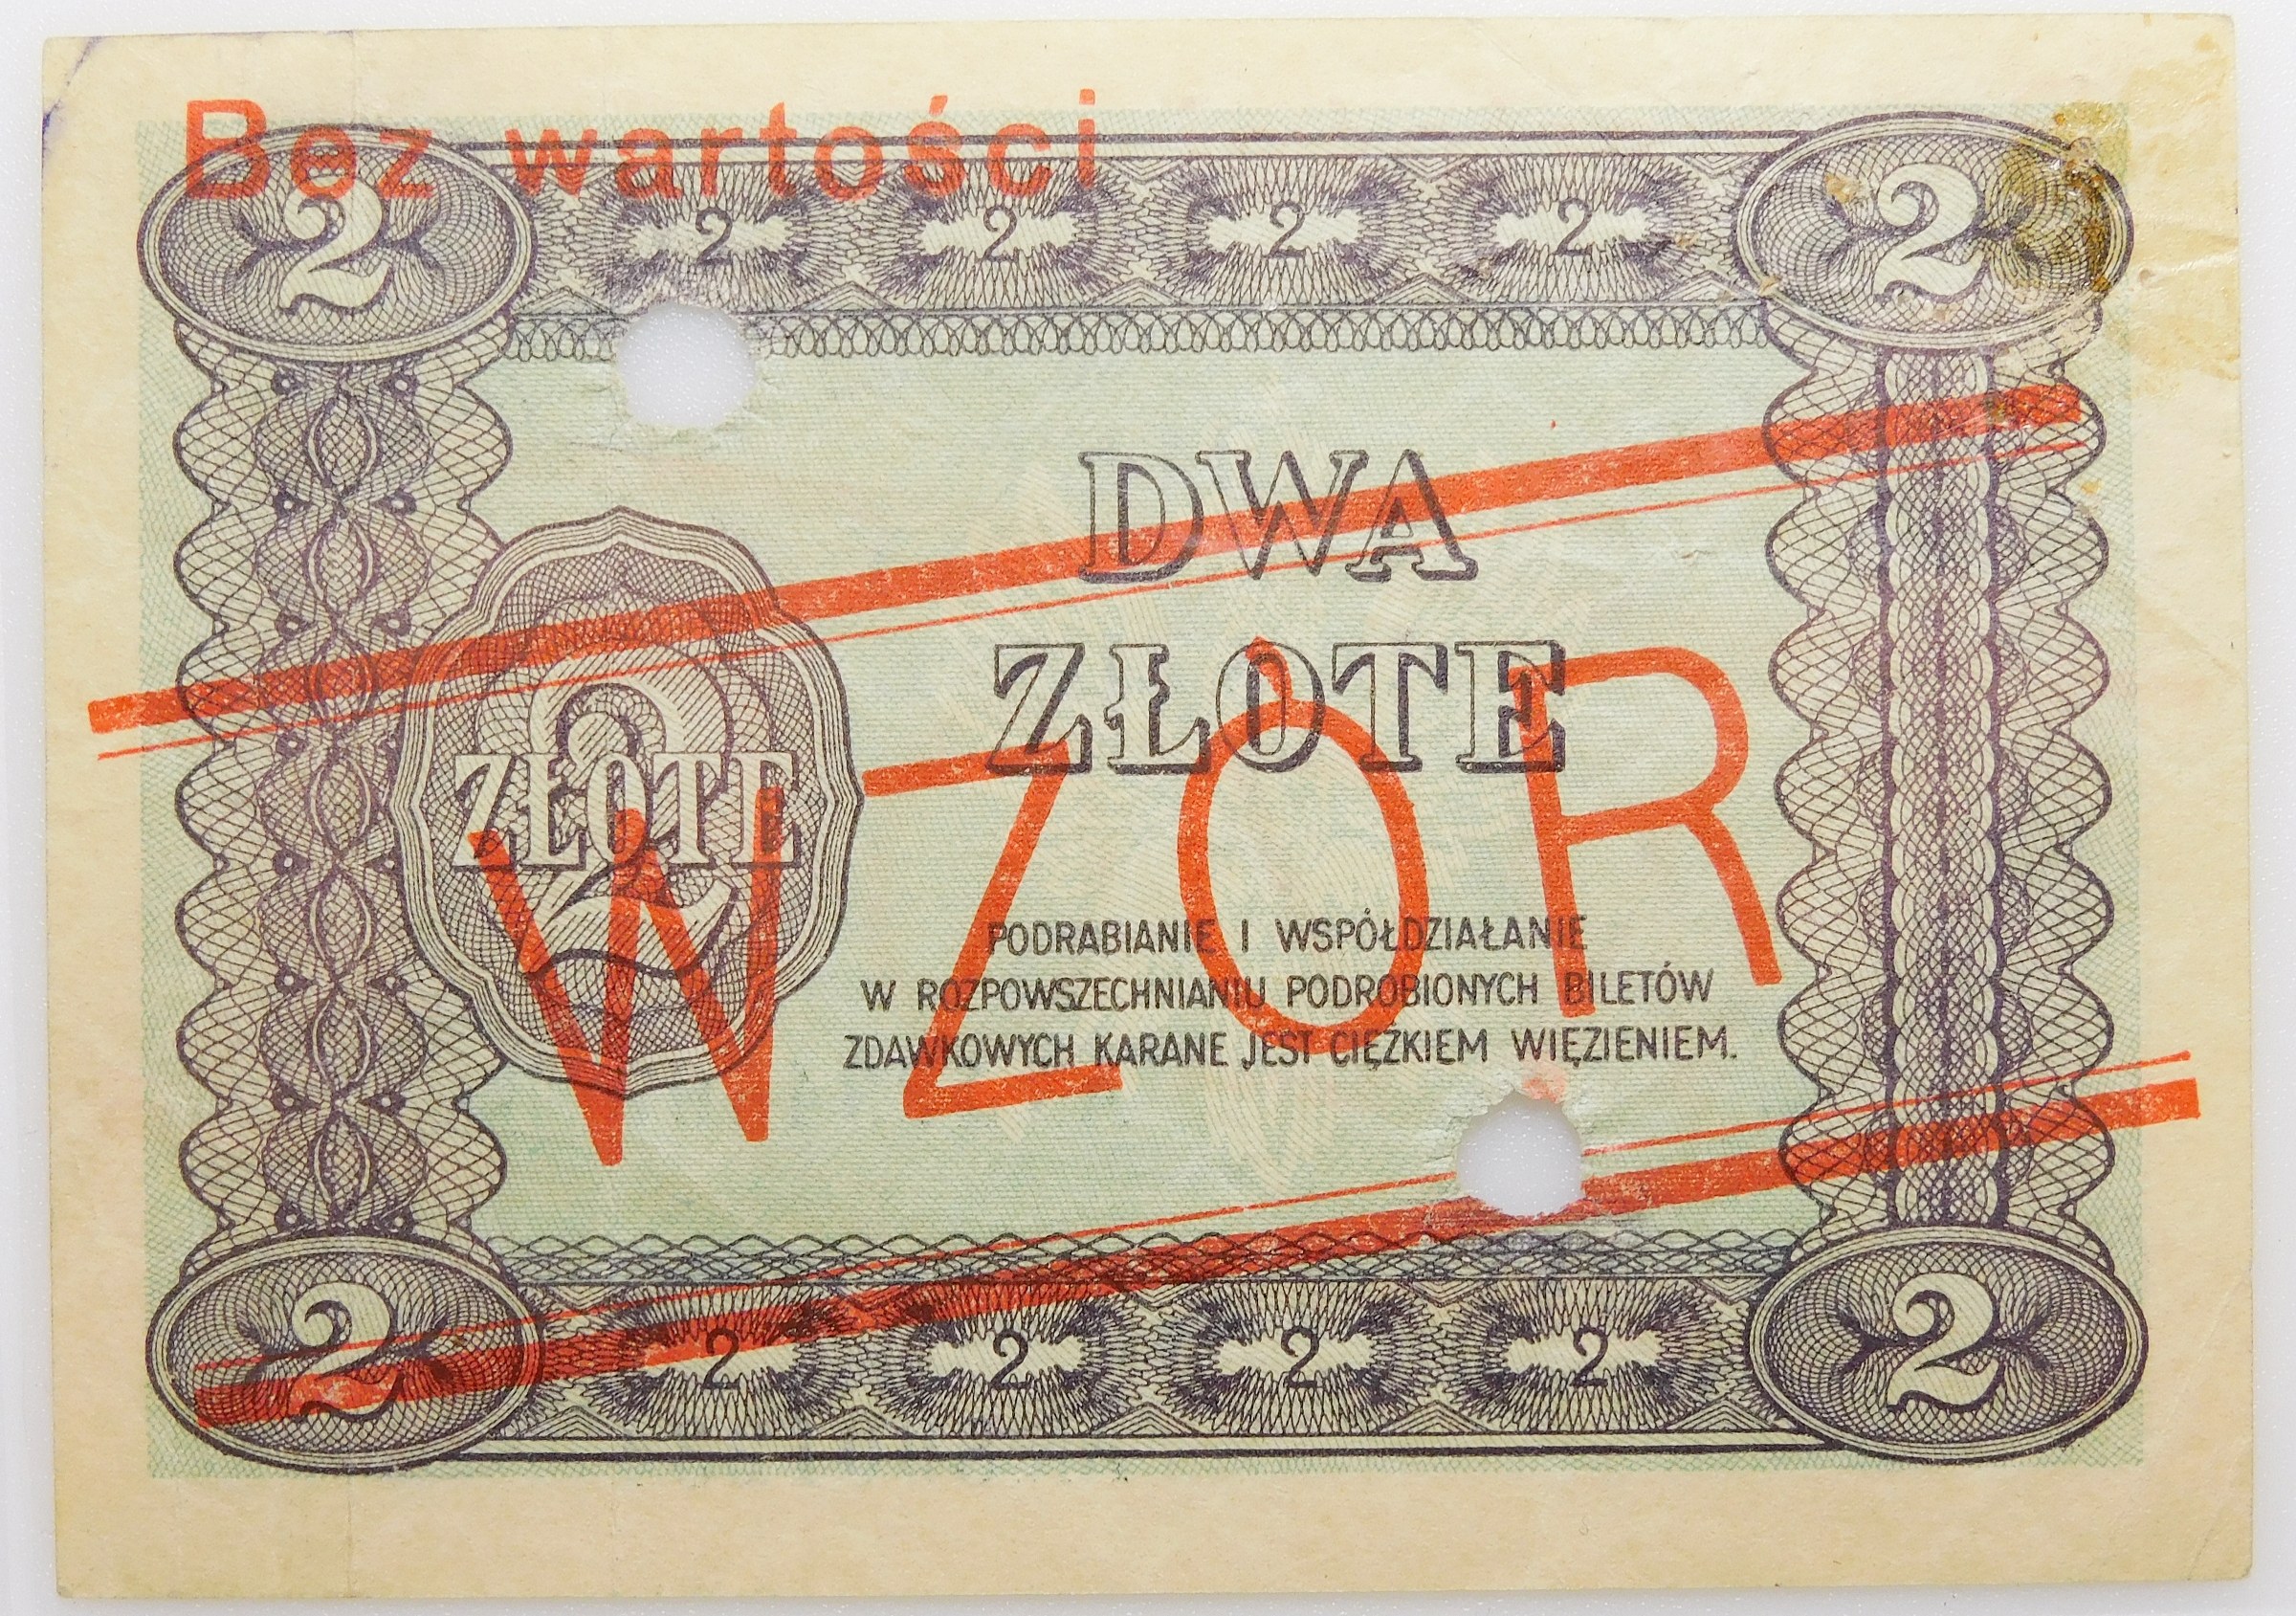 Bez wartości
2 2 2 2 2 2
DWA
ZŁOTE
2
ZŁOTE
WZÓR
PODRABIANIE I WSPÓŁDZIAŁANIE
W ROZPOWSZECHNIANIU PODROBIONYCH BILETÓW
ZDAWKOWYCH KARANE JEST CIĘŻKIEM WIĘZIENIEM.
2 2 2 2 2 2